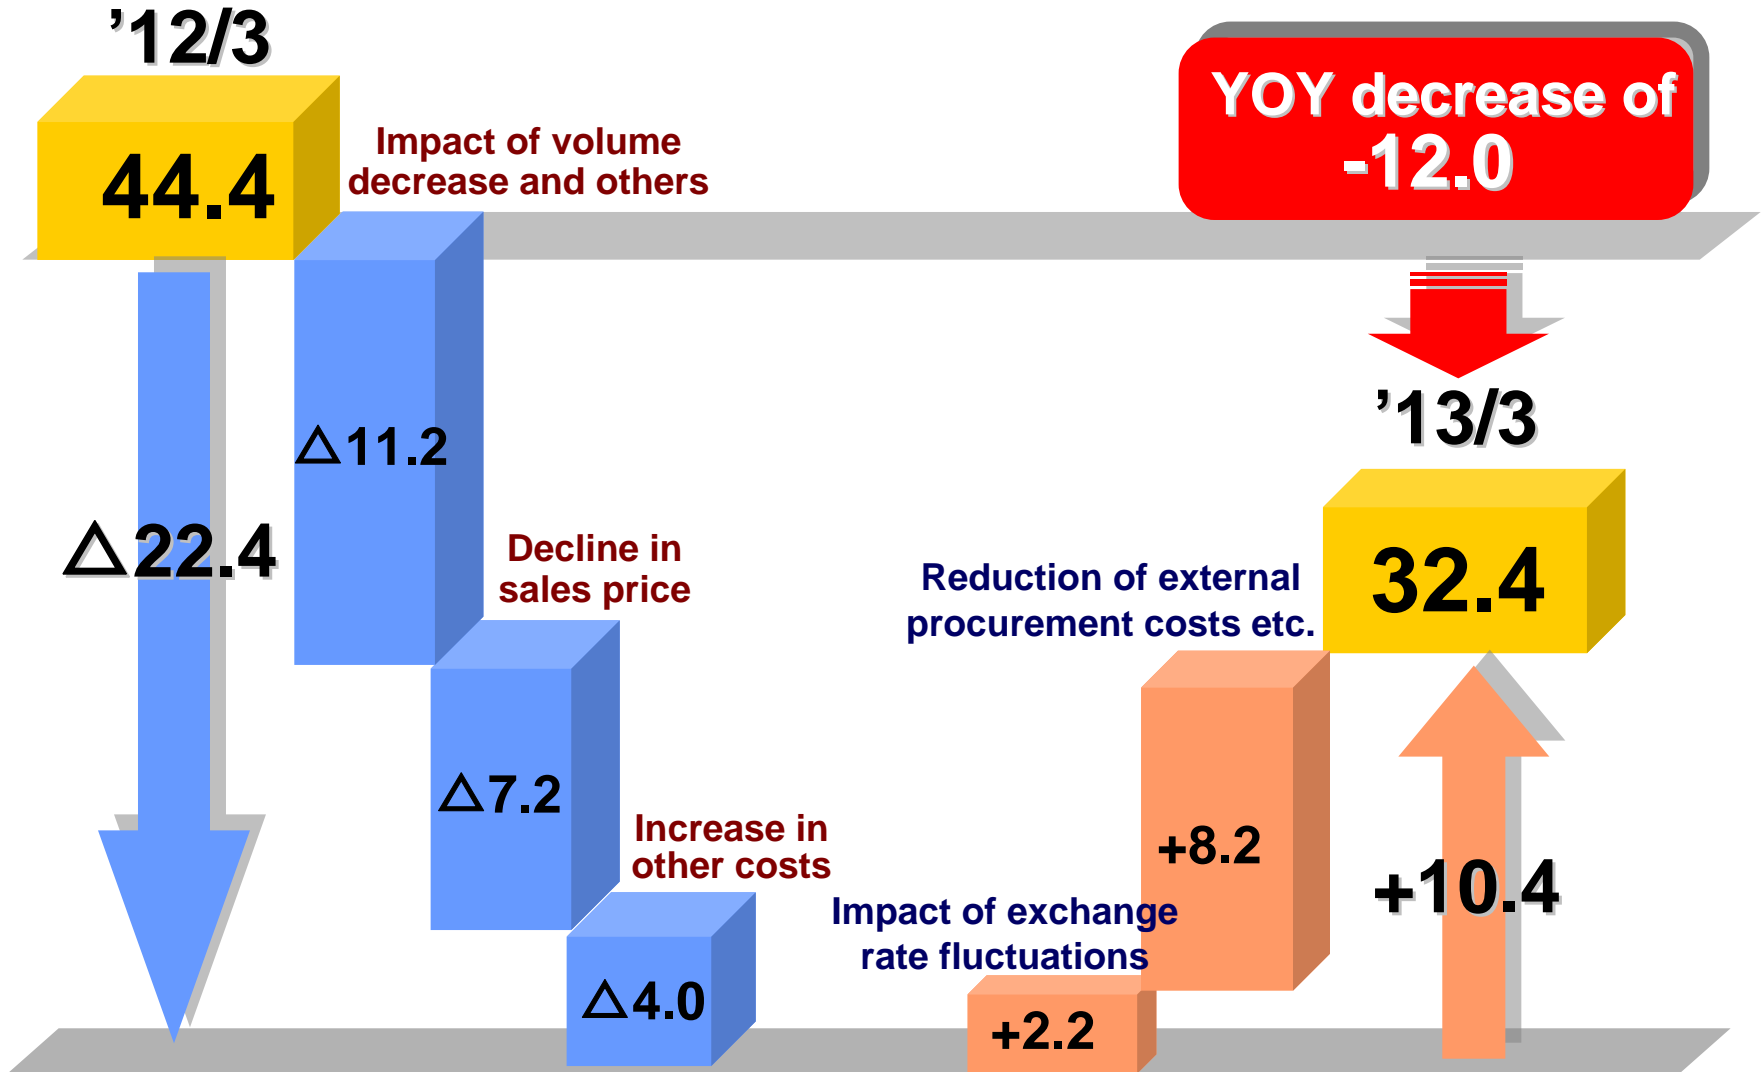 ’12/3
44.4
Impact of volume
decrease and others
YOY decrease of
-12.0
△11.2
△22.4
Decline in
sales price
△7.2
Increase in
other costs
△4.0
Impact of exchange
rate fluctuations
+2.2
Reduction of external
procurement costs etc.
+8.2
’13/3
32.4
+10.4